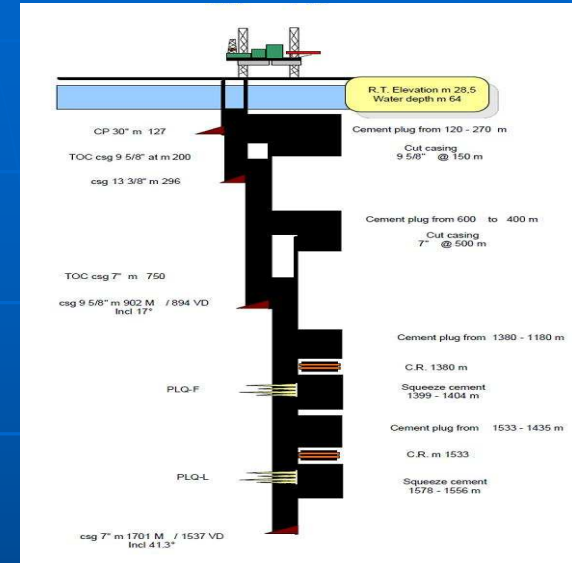 R.T. Elevation m 28,5
Water depth m 64
CP 30" m 127
Cement plug from 120 - 270 m
TOC csg 9 5/8" at m 200
Cut casing
9 5/8" @ 150 m
csg 13 3/8" m 296
Cement plug from 600 to 400 m
Cut casing
7" @ 500 m
TOC csg 7" m 750
csg 9 5/8" m 902 M / 894 VD
Incl 17°
Cement plug from 1380 - 1180 m
C.R. 1380 m
PLQ-F
Squeeze cement
1399 - 1404 m
Cement plug from 1533 - 1435 m
C.R. m 1533
PLQ-L
Squeeze cement
1578 - 1556 m
csg 7" m 1701 M / 1537 VD
Incl 41.3°